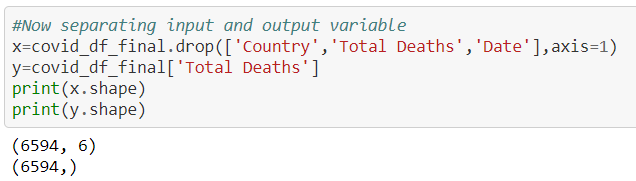 #Now separating input and output variable
x=covid_df_final.drop(['Country','Total Deaths','Date'],axis=1)
y=covid_df_final['Total Deaths']
print(x.shape)
print(y.shape)
(6594, 6)
(6594,)